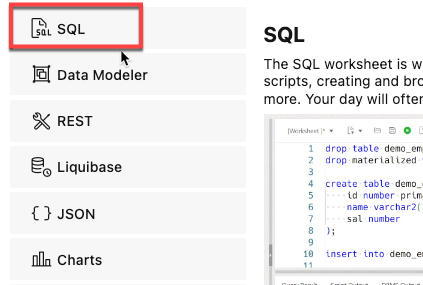 SQL
Data Modeler
REST
Liquibase
JSON
Charts
SQL
The SQL worksheet is w
scripts, creating and bro
more. Your day will ofter
[Worksheet ]*
1 drop table demo_em
2 drop materialized
3
4 create table demo_
5 id number prima
6 name varchar2(
7 sal number
8 );
9
10 insert into demo_e
11